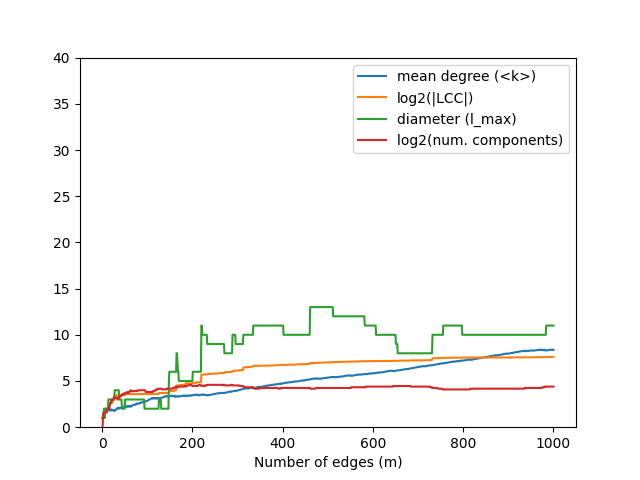 40
35
30
25
20
15
10
5
0
mean degree (<k>)
log2(|LCC|)
diameter (l_max)
log2(num. components)
0 200 400 600 800 1000
Number of edges (m)